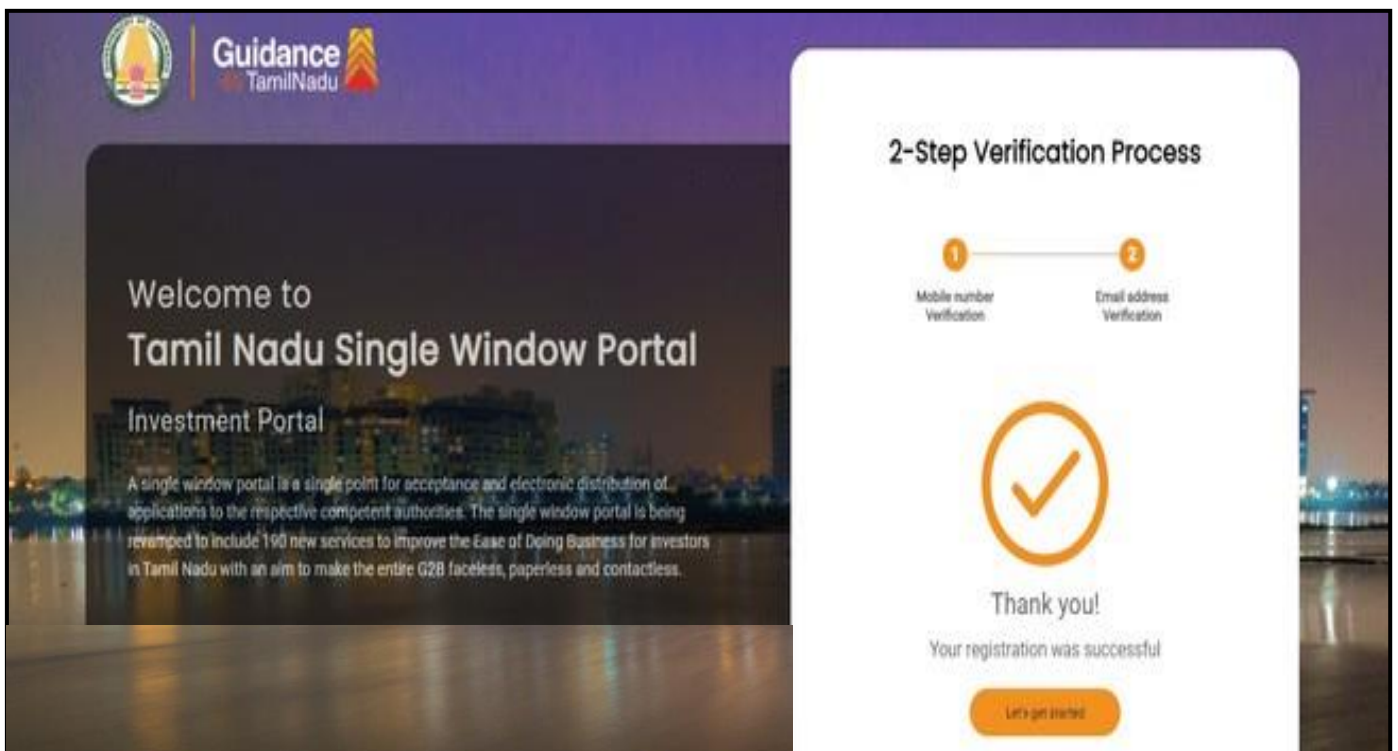 Guidance
TamilNadu
Welcome to
Tamil Nadu Single Window Portal
Investment Portal
A single window portal is a single point for acceptance and electronic distribution of
applications to the respective competent authorities. The single window portal is being
revamped to include 190 new services to improve the Ease of Doing Business for investors
in Tamil Nadu with an aim to make the entire G2B faceless, paperless and contactless.
2-Step Verification Process
1
2
Mobile number
Verification
Email address
Verification
Thank you!
Your registration was successful
Let's get started